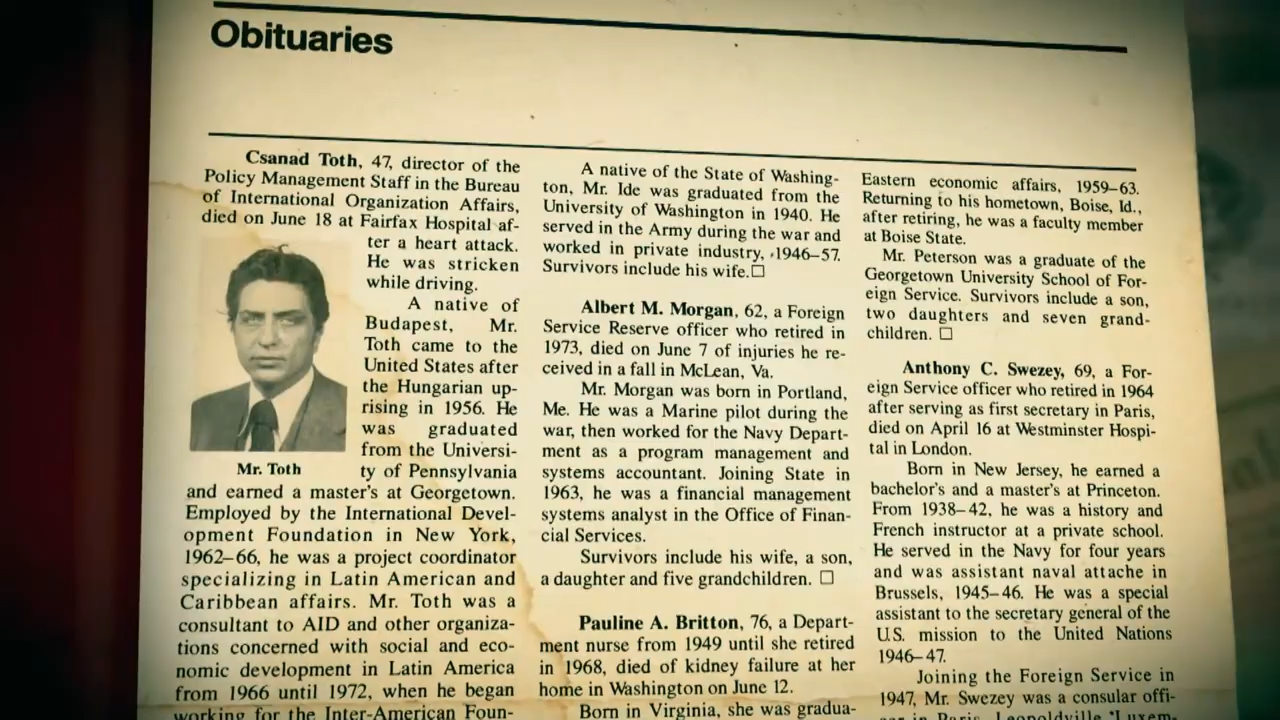 Obituaries
Csanad Toth, 47, director of the
Policy Management Staff in the Bureau
of International Organization Affairs,
died on June 18 at Fairfax Hospital af-
ter a heart attack.
He was stricken
while driving.
A native of
Budapest, Mr.
Toth came to the
United States after
the Hungarian up-
rising in 1956. He
was graduated
from the Universi-
ty of Pennsylvania
Mr. Toth
and earned a master's at Georgetown.
Employed by the International Devel-
opment Foundation in New York,
1962–66, he was a project coordinator
specializing in Latin American and
Caribbean affairs. Mr. Toth was a
consultant to AID and other organiza-
tions concerned with social and eco-
nomic development in Latin America
from 1966 until 1972, when he began
working for the Inter-American Foun-
A native of the State of Washing-
ton, Mr. Ide was graduated from the
University of Washington in 1940. He
served in the Army during the war and
worked in private industry, 1946–57.
Survivors include his wife.□
Albert M. Morgan, 62, a Foreign
Service Reserve officer who retired in
1973, died on June 7 of injuries he re-
ceived in a fall in McLean, Va.
Mr. Morgan was born in Portland,
Me. He was a Marine pilot during the
war, then worked for the Navy Depart-
ment as a program management and
systems accountant. Joining State in
1963, he was a financial management
systems analyst in the Office of Finan-
cial Services.
Survivors include his wife, a son,
a daughter and five grandchildren. □
Pauline A. Britton, 76, a Depart-
ment nurse from 1949 until she retired
in 1968, died of kidney failure at her
home in Washington on June 12.
Born in Virginia, she was gradua-
Eastern economic affairs, 1959–63.
Returning to his hometown, Boise, Id.,
after retiring, he was a faculty member
at Boise State.
Mr. Peterson was a graduate of the
Georgetown University School of For-
eign Service. Survivors include a son,
two daughters and seven grand-
children. □
Anthony C. Swezey, 69, a For-
eign Service officer who retired in 1964
after serving as first secretary in Paris,
died on April 16 at Westminster Hospi-
tal in London.
Born in New Jersey, he earned a
bachelor's and a master's at Princeton.
From 1938–42, he was a history and
French instructor at a private school.
He served in the Navy for four years
and was assistant naval attache in
Brussels, 1945–46. He was a special
assistant to the secretary general of the
U.S. mission to the United Nations
1946–47.
Joining the Foreign Service in
1947, Mr. Swezey was a consular offi-
cer in Paris, Leopoldville